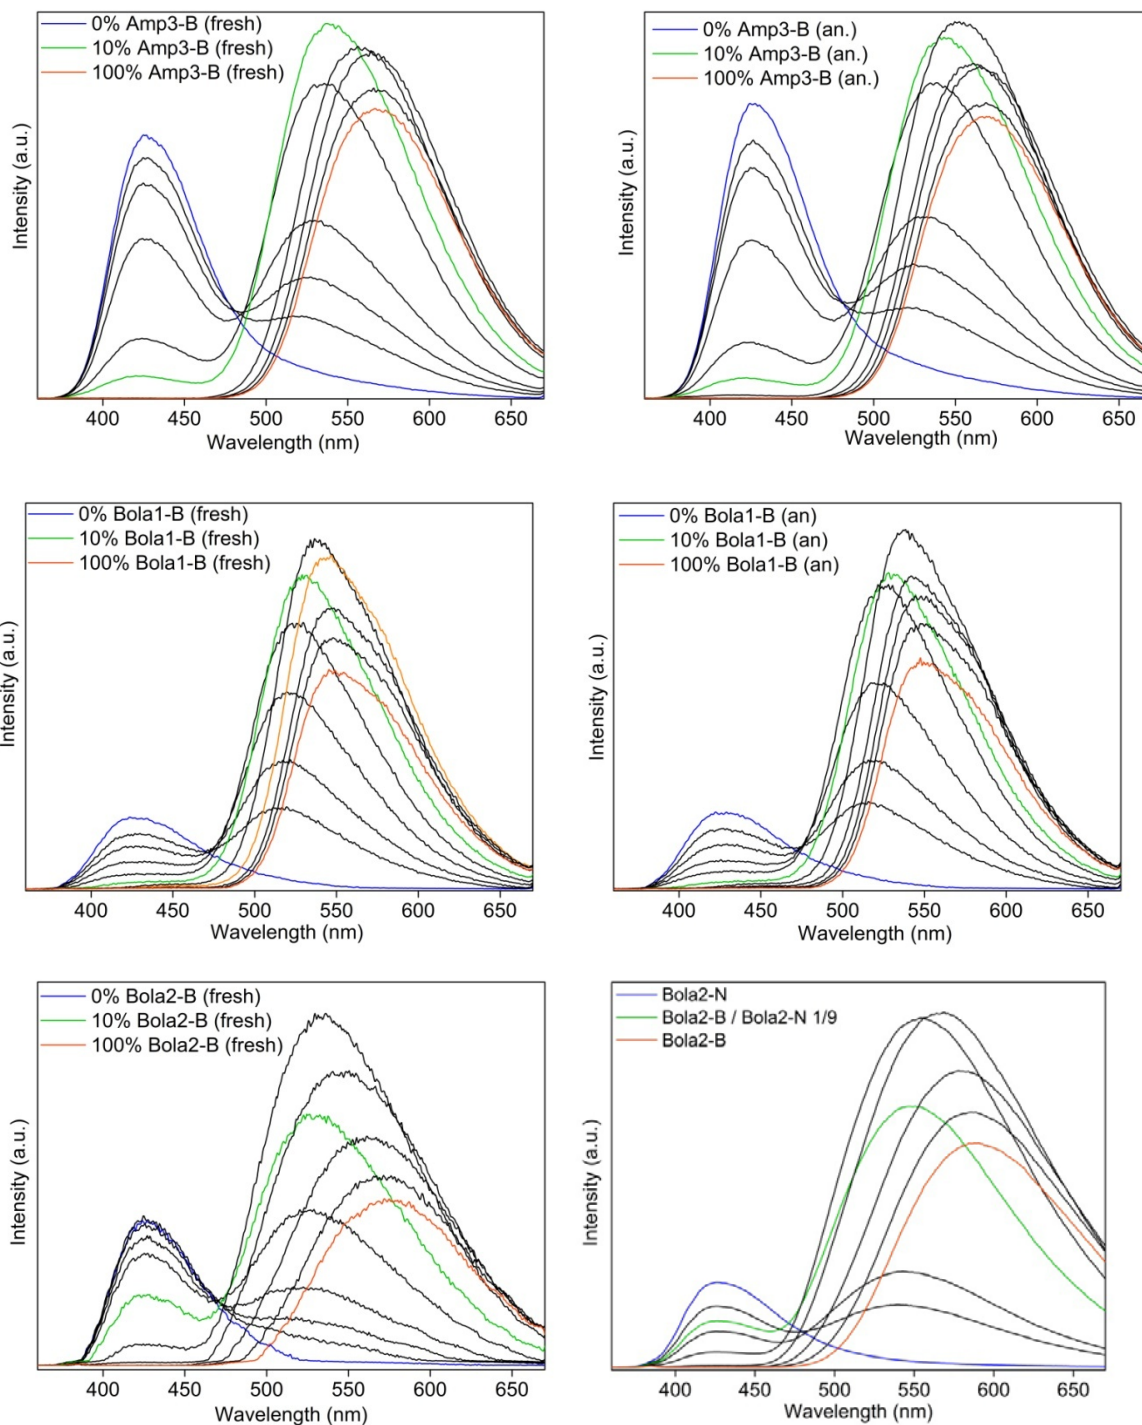 0% Amp3-B (fresh)
10% Amp3-B (fresh)
100% Amp3-B (fresh)
Intensity (a.u.)
400 450 500 550 600 650
Wavelength (nm)
0% Amp3-B (an.)
10% Amp3-B (an.)
100% Amp3-B (an.)
Intensity (a.u.)
400 450 500 550 600 650
Wavelength (nm)
0% Bola1-B (fresh)
10% Bola1-B (fresh)
100% Bola1-B (fresh)
Intensity (a.u.)
400 450 500 550 600 650
Wavelength (nm)
0% Bola1-B (an)
10% Bola1-B (an)
100% Bola1-B (an)
Intensity (a.u.)
400 450 500 550 600 650
Wavelength (nm)
0% Bola2-B (fresh)
10% Bola2-B (fresh)
100% Bola2-B (fresh)
Intensity (a.u.)
400 450 500 550 600 650
Wavelength (nm)
Bola2-N
Bola2-B / Bola2-N 1/9
Bola2-B
Intensity (a.u.)
400 450 500 550 600 650
Wavelength (nm)